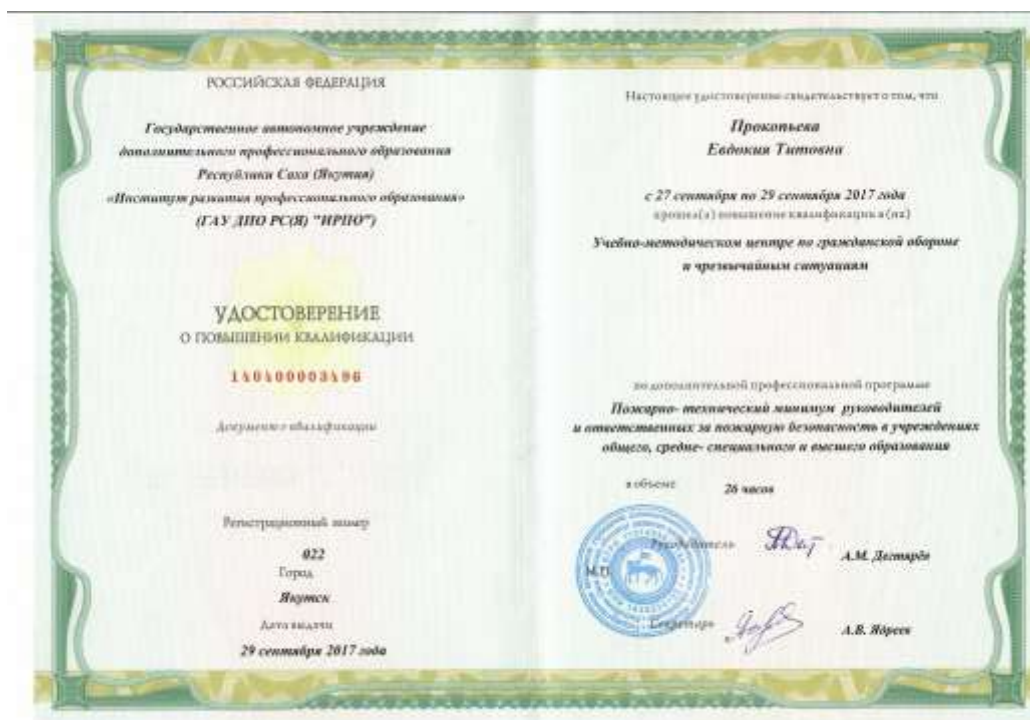 РОССИЙСКАЯ ФЕДЕРАЦИЯ
Государственное автономное учреждение
дополнительного профессионального образования
Республики Саха (Якутия)
«Институт развития профессионального образования»
(ГАУ ДПО РС(Я) "ИРПО")
УДОСТОВЕРЕНИЕ
О ПОВЫШЕНИИ КВАЛИФИКАЦИИ
140400003496
Документ о квалификации
Регистрационный номер
022
Город
Якутск
Дата выдачи
29 сентября 2017 года
Настоящее удостоверение свидетельствует о том, что
Прокопьева
Евдокия Титовна
с 27 сентября по 29 сентября 2017 года
прошел(а) повышение квалификации в (на)
Учебно-методическом центре по гражданской обороне
и чрезвычайным ситуациям
по дополнительной профессиональной программе
Пожарно- технический минимум руководителей
и ответственных за пожарную безопасность в учреждениях
общего, средне- специального и высшего образования
в объеме 26 часов
Руководитель А.М. Дегтярёв
М.П.
Секретарь А.В. Ядреев